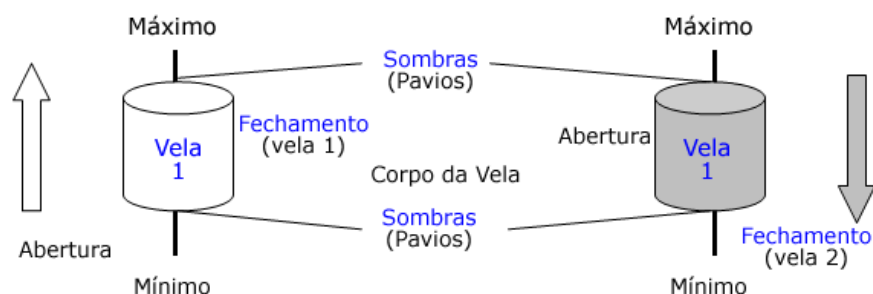 Máximo
Máximo
Sombras
(Pavios)
Fechamento
(vela 1)
Abertura
Vela
1
Vela
1
Corpo da Vela
Sombras
(Pavios)
Abertura
Fechamento
(vela 2)
Mínimo
Mínimo